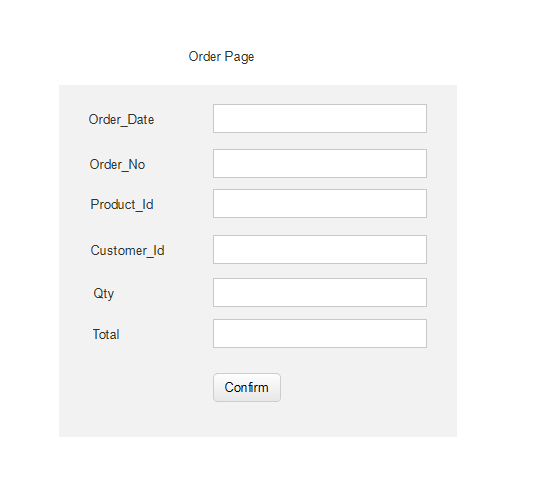 Order Page
Order_Date
Order_No
Product_Id
Customer_Id
Qty
Total
Confirm